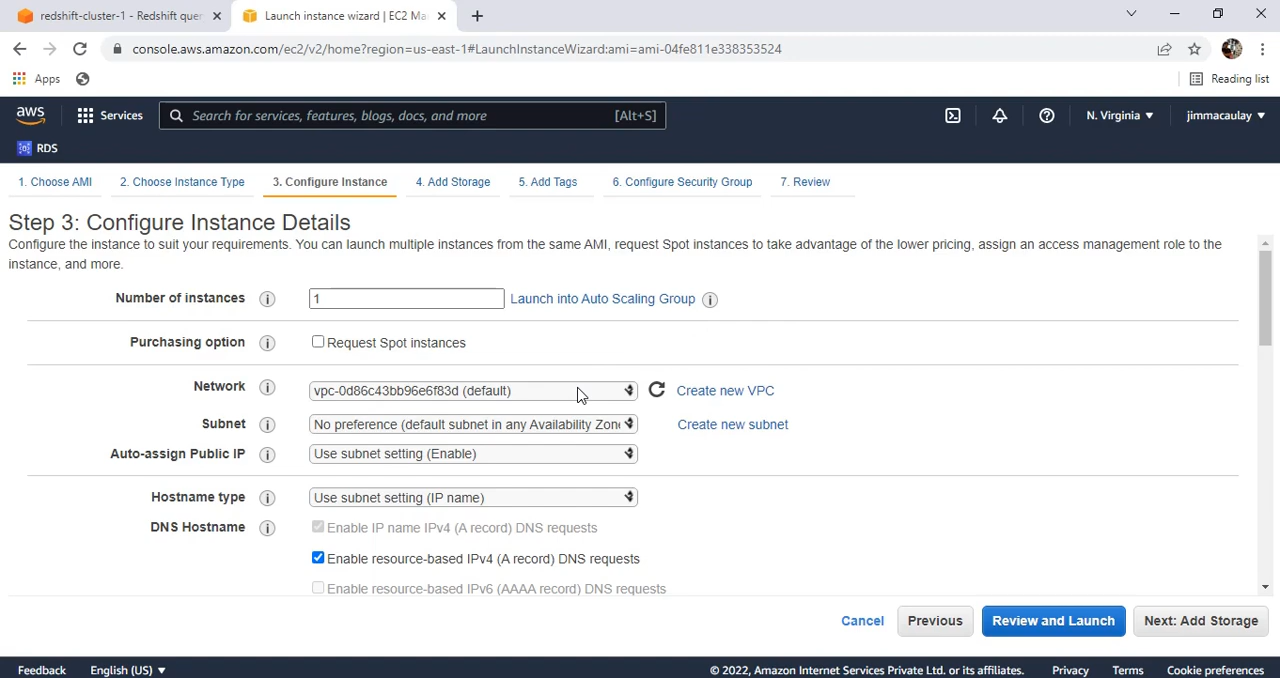 redshift-cluster-1 - Redshift quer
Launch instance wizard | EC2 Ma
console.aws.amazon.com/ec2/v2/home?region=us-east-1#LaunchInstanceWizard:ami=ami-04fe811e338353524
Apps
Reading list
aws
Services
Search for services, features, blogs, docs, and more
[Alt+S]
N. Virginia
jimmacaulay
RDS
1. Choose AMI
2. Choose Instance Type
3. Configure Instance
4. Add Storage
5. Add Tags
6. Configure Security Group
7. Review
Step 3: Configure Instance Details
Configure the instance to suit your requirements. You can launch multiple instances from the same AMI, request Spot instances to take advantage of the lower pricing, assign an access management role to the
instance, and more.
Number of instances
1
Launch into Auto Scaling Group
Purchasing option
Request Spot instances
Network
vpc-0d86c43bb96e6f83d (default)
Create new VPC
Subnet
No preference (default subnet in any Availability Zone
Create new subnet
Auto-assign Public IP
Use subnet setting (Enable)
Hostname type
Use subnet setting (IP name)
DNS Hostname
Enable IP name IPv4 (A record) DNS requests
Enable resource-based IPv4 (A record) DNS requests
Enable resource-based IPv6 (AAAA record) DNS requests
Cancel
Previous
Review and Launch
Next: Add Storage
Feedback
English (US)
© 2022, Amazon Internet Services Private Ltd. or its affiliates.
Privacy
Terms
Cookie preferences